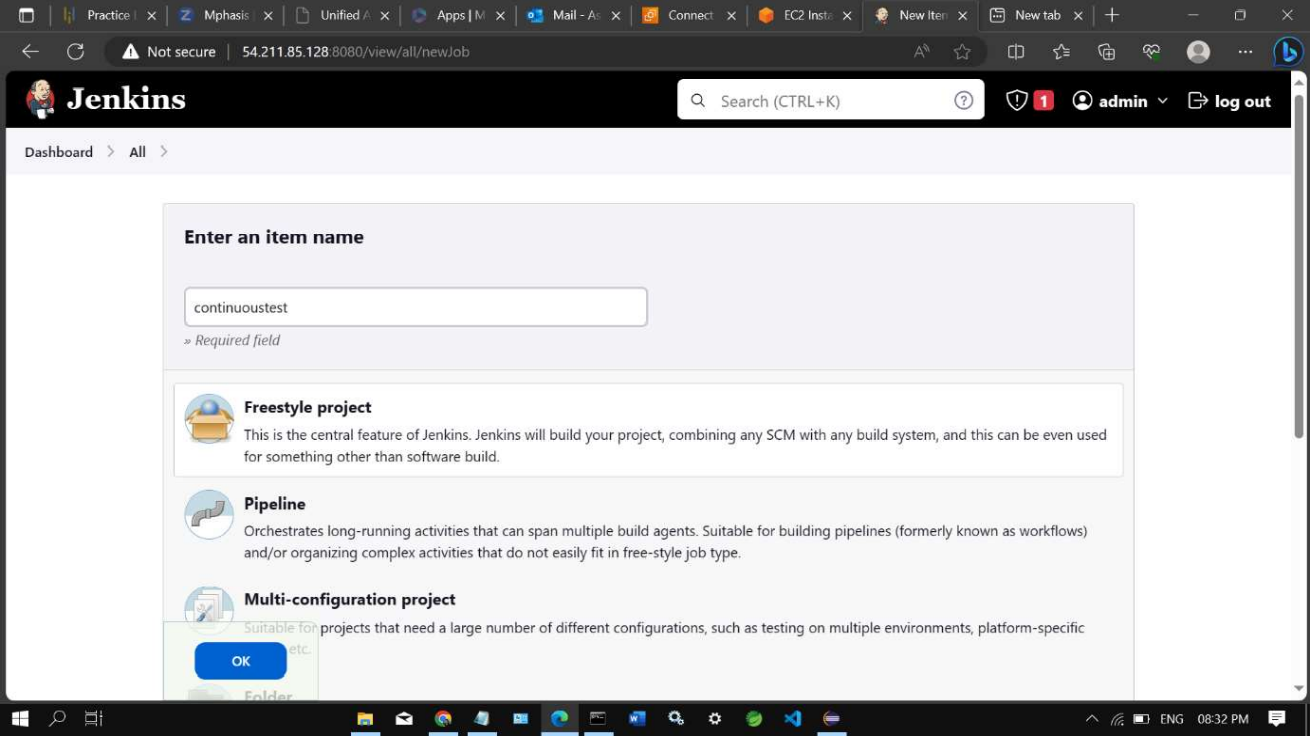 Practice
Mphasis
Unified A
Apps | M
Mail - As
Connect
EC2 Insta
New Item
New tab
Not secure | 54.211.85.128:8080/view/all/newJob
Jenkins
Search (CTRL+K)
1
admin
log out
Dashboard > All >
Enter an item name
continuoustest
» Required field
Freestyle project
This is the central feature of Jenkins. Jenkins will build your project, combining any SCM with any build system, and this can be even used
for something other than software build.
Pipeline
Orchestrates long-running activities that can span multiple build agents. Suitable for building pipelines (formerly known as workflows)
and/or organizing complex activities that do not easily fit in free-style job type.
Multi-configuration project
Suitable for projects that need a large number of different configurations, such as testing on multiple environments, platform-specific
etc.
OK
Folder
ENG 08:32 PM